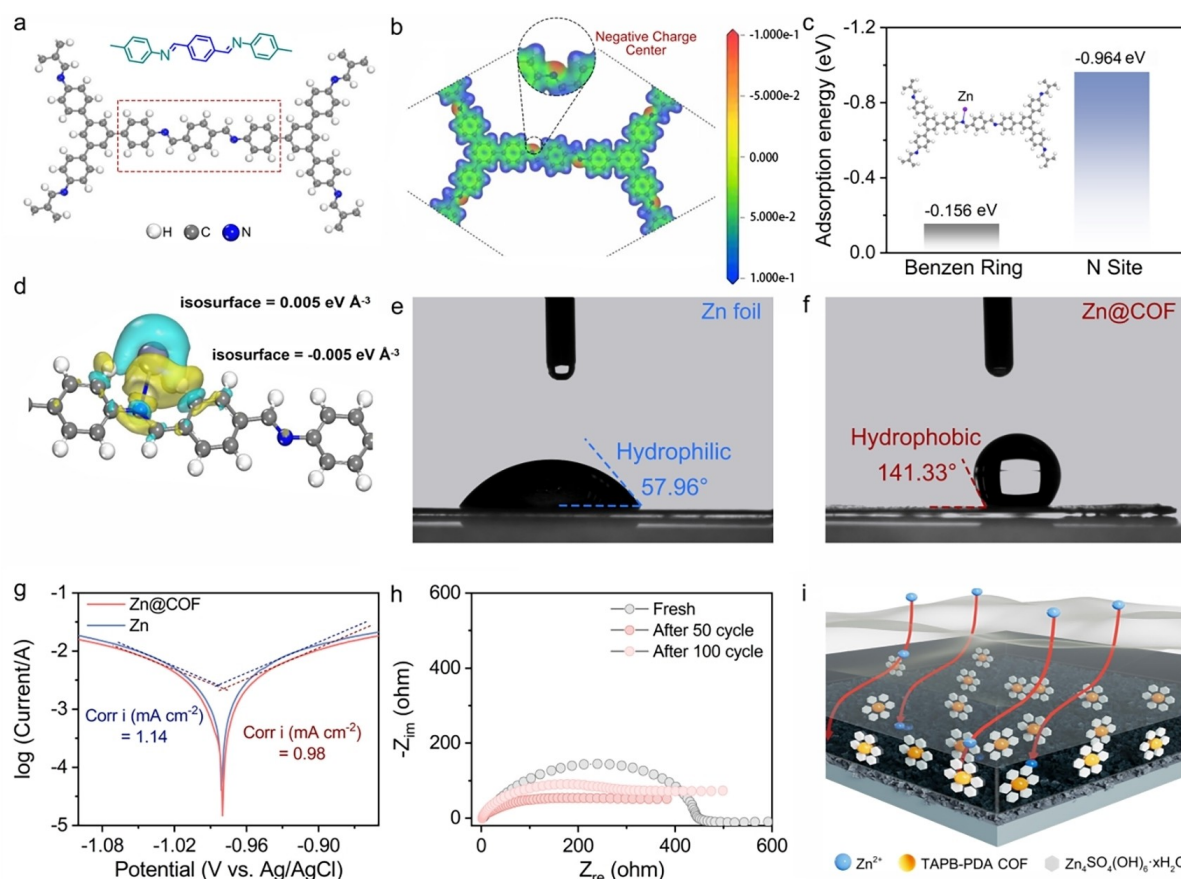 a
N
N
H
C
N
b
Negative Charge
Center
-1.000e-1
-5.000e-2
0.000
5.000e-2
1.000e-1
c
Adsorption energy (eV)
-1.2
-0.8
-0.4
0.0
-0.964 eV
Zn
-0.156 eV
Benzen Ring
N Site
d
isosurface = 0.005 eV Å⁻³
isosurface = -0.005 eV Å⁻³
e
Zn foil
Hydrophilic
57.96°
f
Zn@COF
Hydrophobic
141.33°
g
log (Current/A)
-1
-2
-3
-4
-5
Zn@COF
Zn
Corr i (mA cm⁻²)
= 1.14
Corr i (mA cm⁻²)
= 0.98
-1.08
-1.02
-0.96
-0.90
Potential (V vs. Ag/AgCl)
h
-Zim (ohm)
600
400
200
0
Fresh
After 50 cycle
After 100 cycle
0
200
400
600
Zre (ohm)
i
Zn²⁺
TAPB-PDA COF
Zn₄SO₄(OH)₆·xH₂O